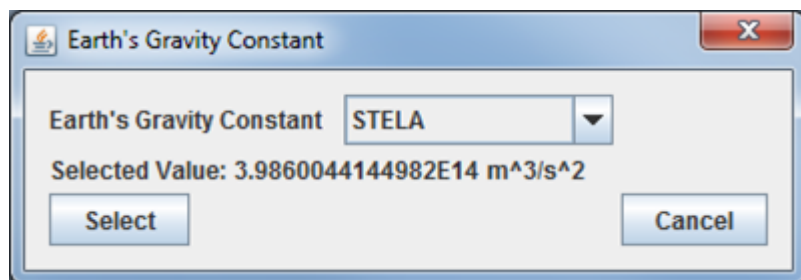 Earth's Gravity Constant
Earth's Gravity Constant STELA
Selected Value: 3.9860044144982E14 m^3/s^2
Select Cancel